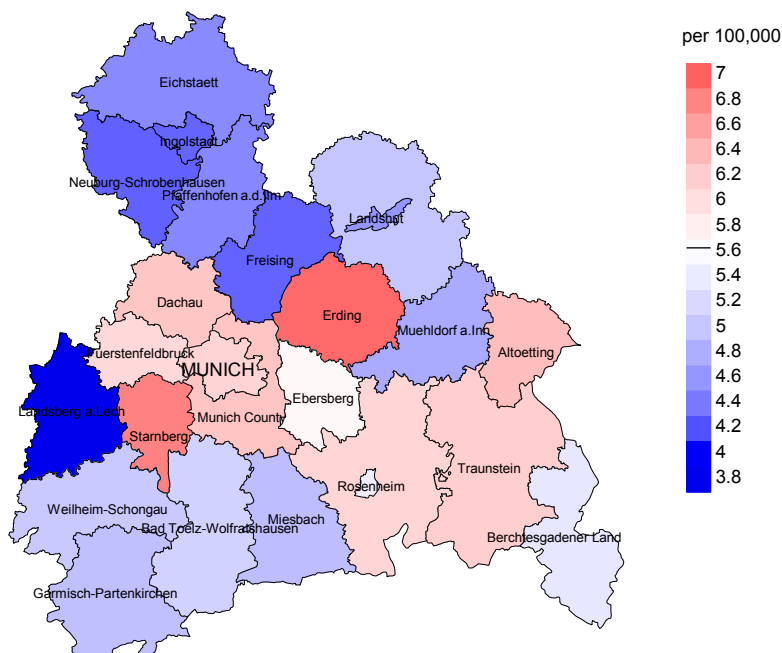 per 100,000
7
6.8
6.6
6.4
6.2
6
5.8
5.6
5.4
5.2
5
4.8
4.6
4.4
4.2
4
3.8
Eichstaett
Ingolstadt
Neuburg-Schrobenhausen
Pfaffenhofen a.d.Ilm
Landshut
Freising
Dachau
Erding
Muehldorf a.Inn
Altoetting
Fuerstenfeldbruck
MUNICH
Ebersberg
Landsberg a.Lech
Munich County
Starnberg
Traunstein
Rosenheim
Weilheim-Schongau
Miesbach
Bad Toelz-Wolfratshausen
Berchtesgadener Land
Garmisch-Partenkirchen